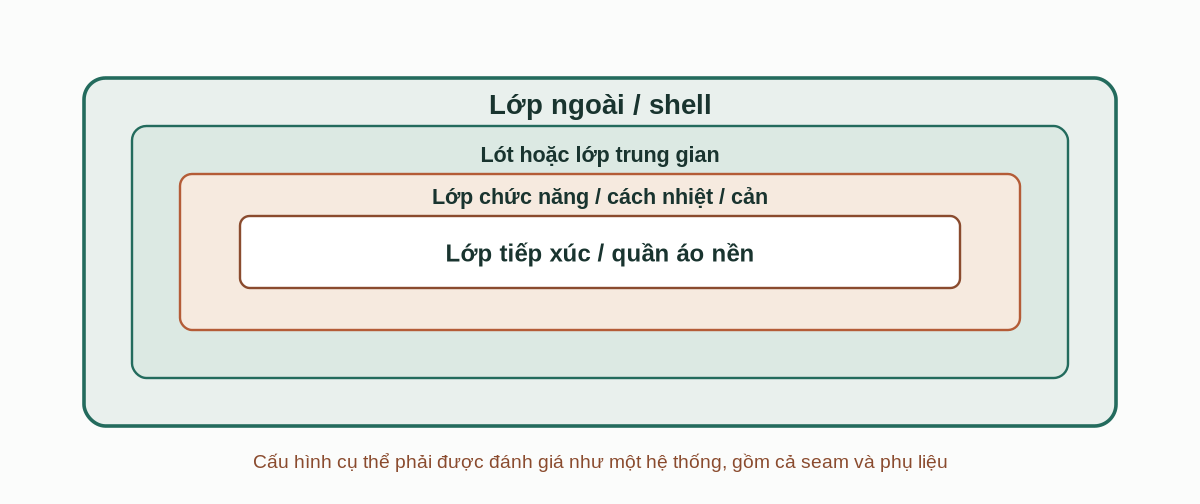 Lớp ngoài / shell
Lót hoặc lớp trung gian
Lớp chức năng / cách nhiệt / cản
Lớp tiếp xúc / quần áo nền
Cấu hình cụ thể phải được đánh giá như một hệ thống, gồm cả seam và phụ liệu